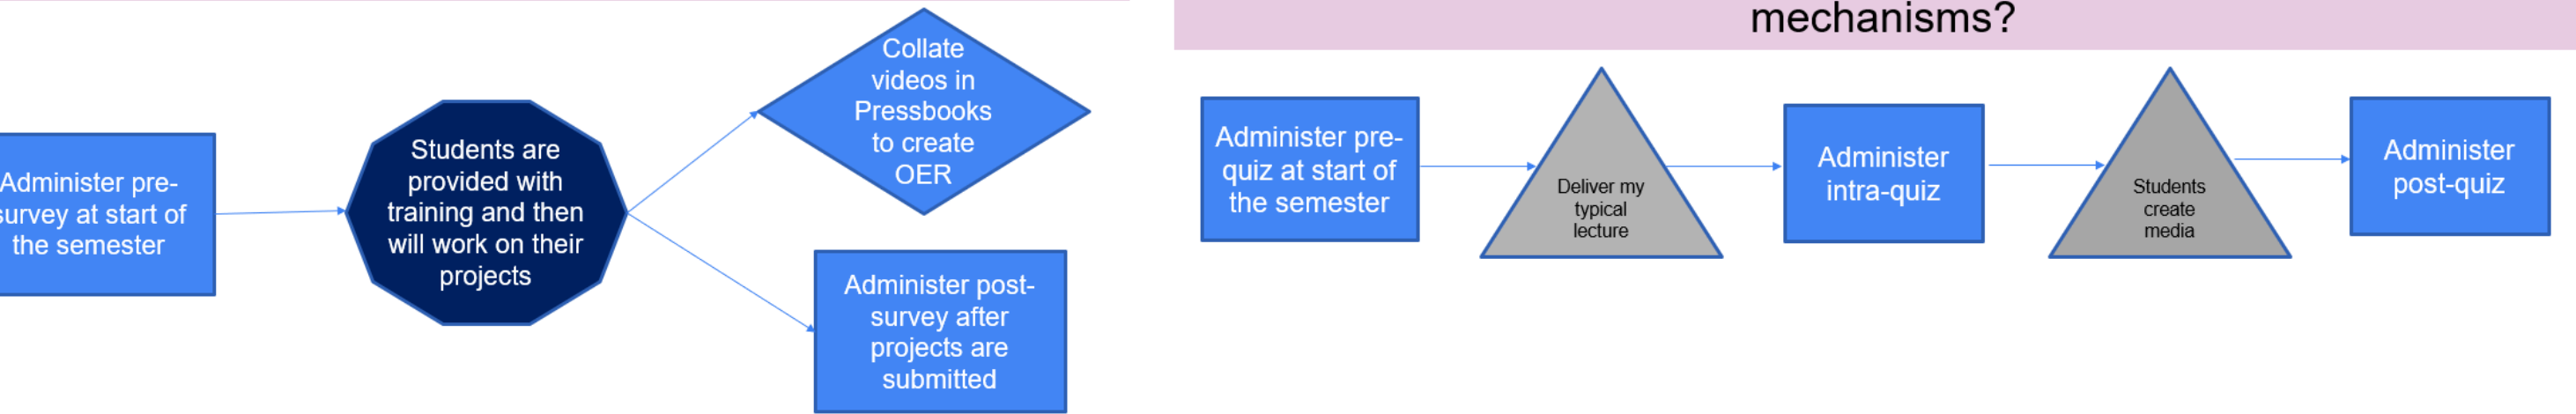 mechanisms?
Administer pre-
survey at start of
the semester
Students are
provided with
training and then
will work on their
projects
Collate
videos in
Pressbooks
to create
OER
Administer post-
survey after
projects are
submitted
Administer pre-
quiz at start of
the semester
Deliver my
typical
lecture
Administer
intra-quiz
Students
create
media
Administer
post-quiz